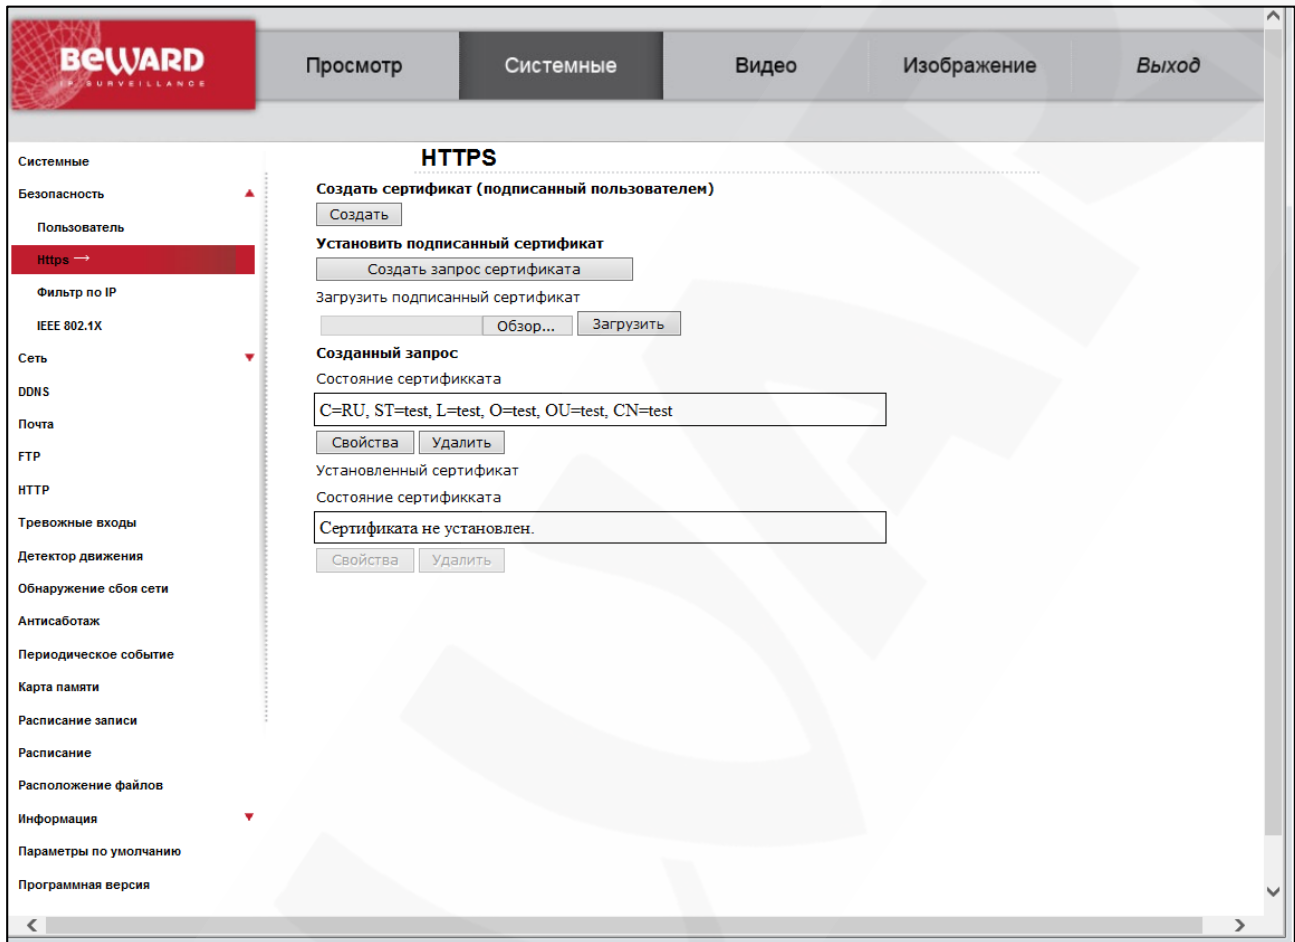 BEWARD
IP SURVEILLANCE
Просмотр
Системные
Видео
Изображение
Выход
Системные
Безопасность
Пользователь
Https →
Фильтр по IP
IEEE 802.1X
Сеть
DDNS
Почта
FTP
HTTP
Тревожные входы
Детектор движения
Обнаружение сбоя сети
Антисаботаж
Периодическое событие
Карта памяти
Расписание записи
Расписание
Расположение файлов
Информация
Параметры по умолчанию
Программная версия
HTTPS
Создать сертификат (подписанный пользователем)
Создать
Установить подписанный сертификат
Создать запрос сертификата
Загрузить подписанный сертификат
Обзор... Загрузить
Созданный запрос
Состояние сертификката
C=RU, ST=test, L=test, O=test, OU=test, CN=test
Свойства Удалить
Установленный сертификат
Состояние сертификката
Сертификата не установлен.
Свойства Удалить